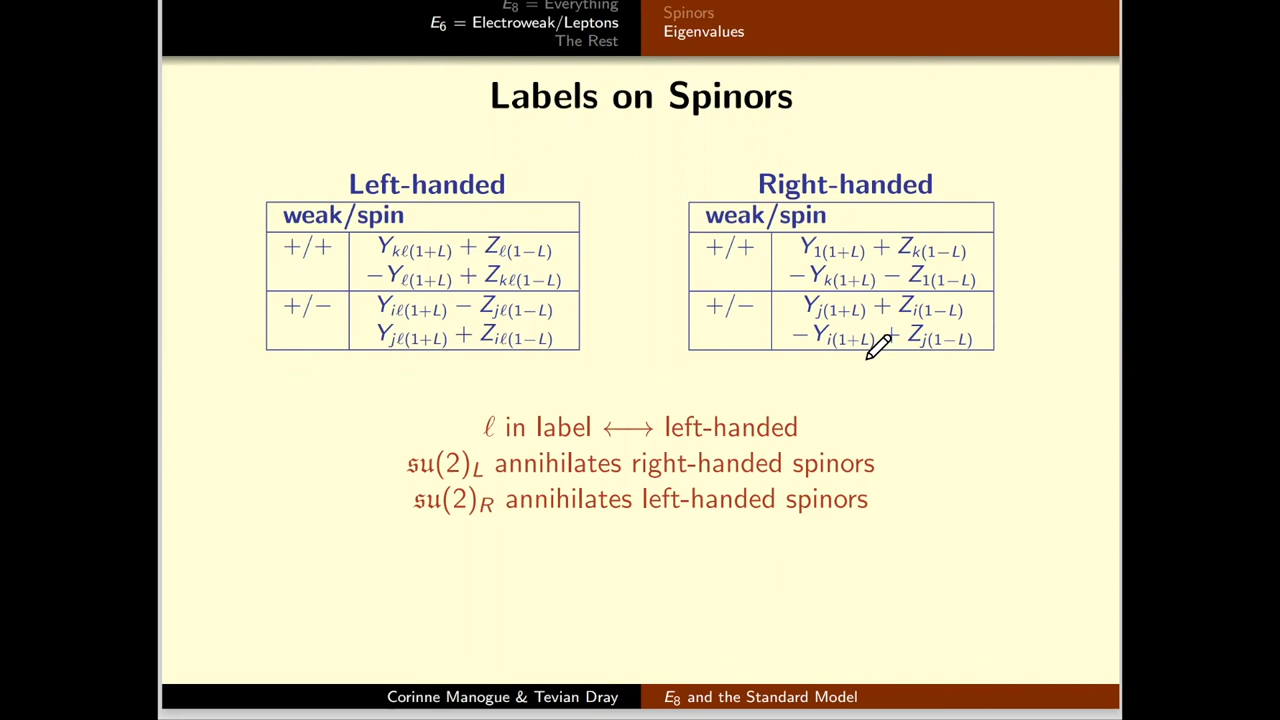 E₈ = Everything
E₆ = Electroweak/Leptons
The Rest
Spinors
Eigenvalues
Labels on Spinors
Left-handed
weak/spin
+/+ Y_{kℓ(1+L)} + Z_{ℓ(1−L)}
−Y_{ℓ(1+L)} + Z_{kℓ(1−L)}
+/− Y_{iℓ(1+L)} − Z_{jℓ(1−L)}
Y_{jℓ(1+L)} + Z_{iℓ(1−L)}
Right-handed
weak/spin
+/+ Y_{1(1+L)} + Z_{k(1−L)}
−Y_{k(1+L)} − Z_{1(1−L)}
+/− Y_{j(1+L)} + Z_{i(1−L)}
−Y_{i(1+L)} + Z_{j(1−L)}
ℓ in label ⟷ left-handed
𝔰𝔲(2)_L annihilates right-handed spinors
𝔰𝔲(2)_R annihilates left-handed spinors
Corinne Manogue & Tevian Dray
E₈ and the Standard Model